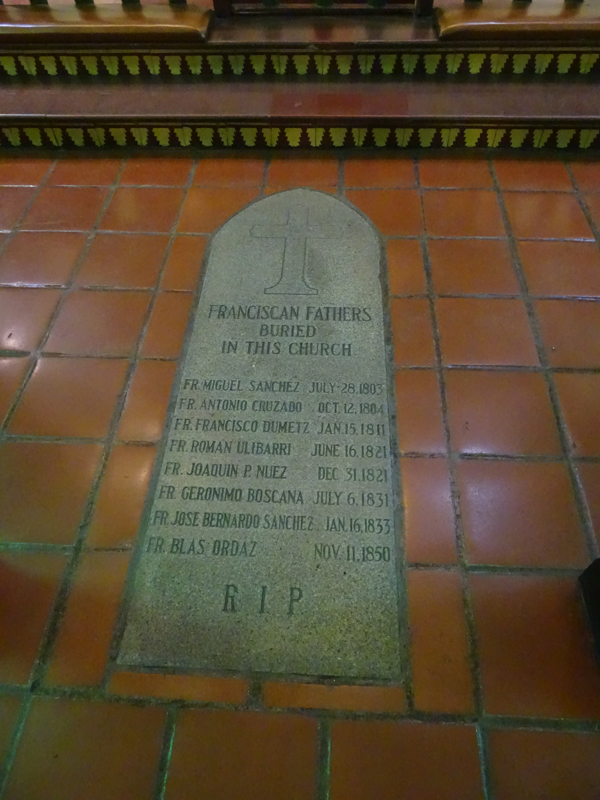 FRANCISCAN FATHERS
BURIED
IN THIS CHURCH
FR. MIGUEL SANCHEZ JULY-28.1803
FR. ANTONIO CRUZADO OCT. 12. 1804
FR. FRANCISCO DUMETZ JAN. 15. 1811
FR. ROMAN ULIBARRI JUNE 16. 1821
FR. JOAQUIN P. NUEZ DEC 31. 1821
FR. GERONIMO BOSCANA JULY 6. 1831
FR. JOSE BERNARDO SANCHEZ JAN. 16. 1833
FR. BLAS ORDAZ NOV. 11. 1850
R I P